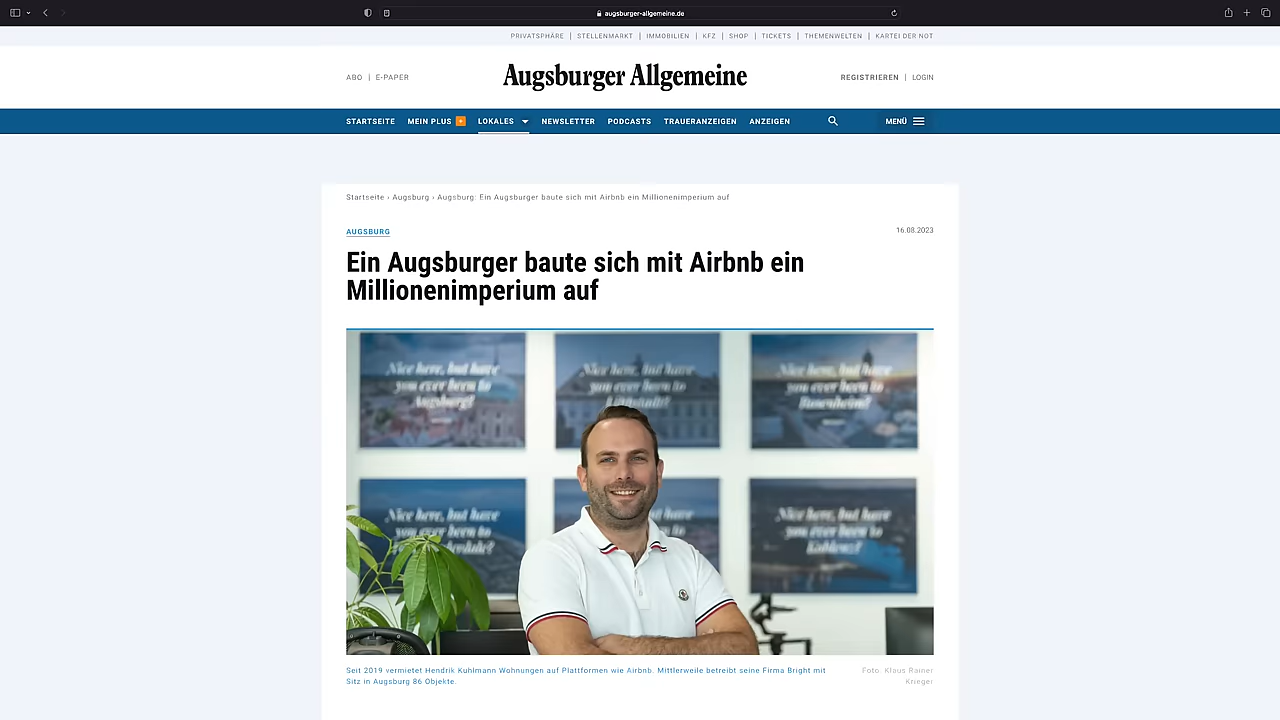 augsburger-allgemeine.de
PRIVATSPHÄRE | STELLENMARKT | IMMOBILIEN | KFZ | SHOP | TICKETS | THEMENWELTEN | KARTEI DER NOT
ABO | E-PAPER
Augsburger Allgemeine
REGISTRIEREN | LOGIN
STARTSEITE MEIN PLUS + LOKALES NEWSLETTER PODCASTS TRAUERANZEIGEN ANZEIGEN MENÜ
Startseite › Augsburg › Augsburg: Ein Augsburger baute sich mit Airbnb ein Millionenimperium auf
AUGSBURG
16.08.2023
Ein Augsburger baute sich mit Airbnb ein
Millionenimperium auf
Nice here, but have
you ever been to
Augsburg?
Nice here, but have
you ever been to
Nice here, but have
you ever been to
Rosenheim?
Nice here, but have
you ever been to
Nice here, but have
you ever been to
Koblenz?
Seit 2019 vermietet Hendrik Kuhlmann Wohnungen auf Plattformen wie Airbnb. Mittlerweile betreibt seine Firma Bright mit
Sitz in Augsburg 86 Objekte.
Foto: Klaus Rainer
Krieger